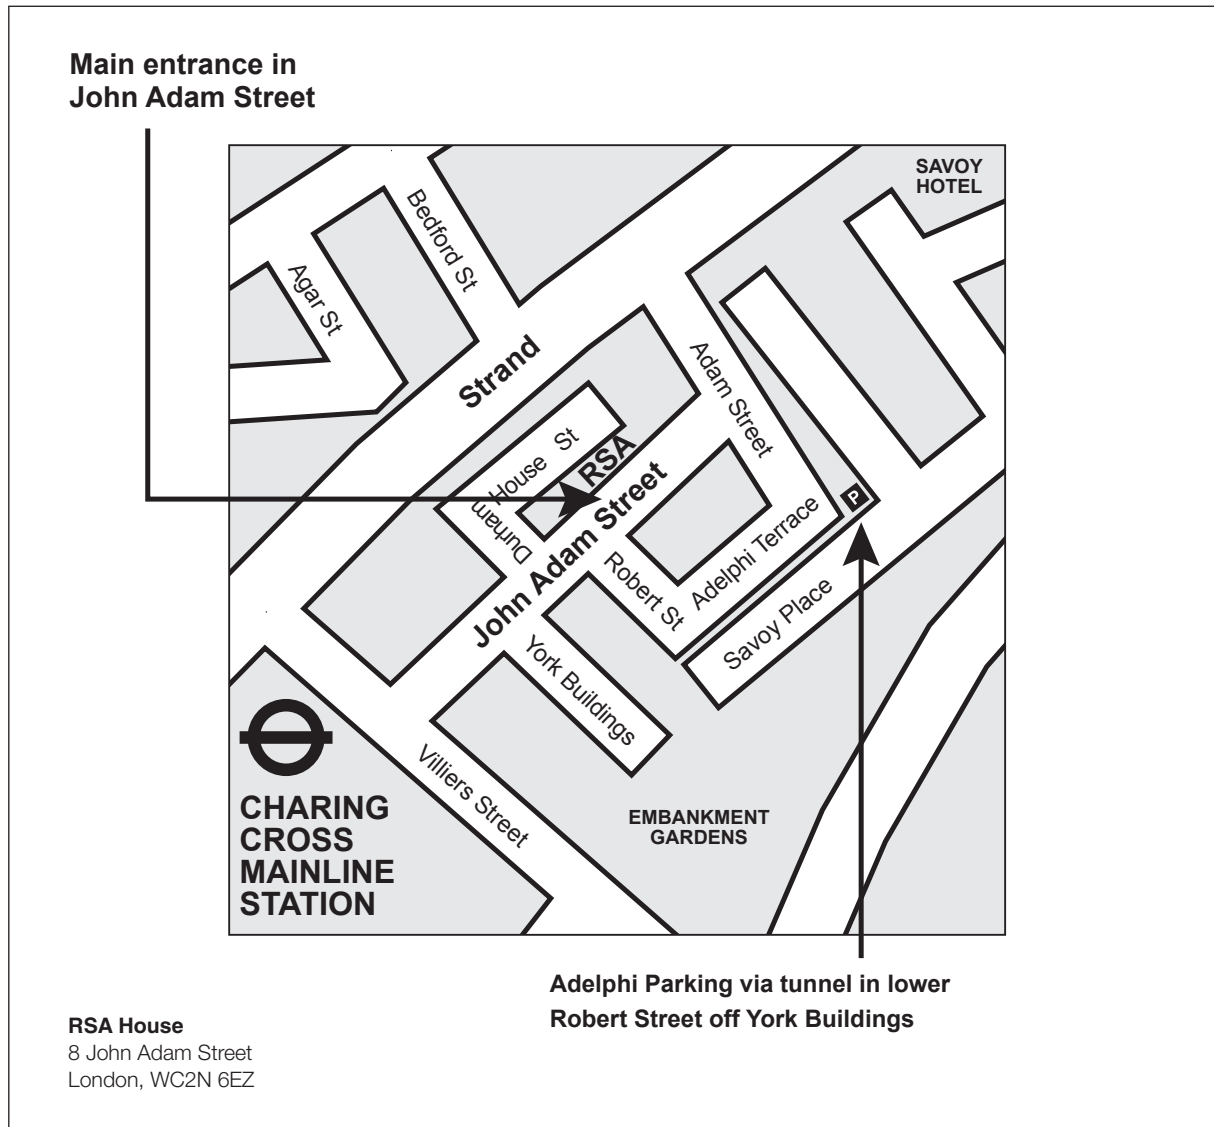 Main entrance in
John Adam Street
SAVOY
HOTEL
Bedford St
Agar St
Strand
Adam Street
Durham House St
RSA
John Adam Street
P
Adelphi Terrace
Robert St
Savoy Place
York Buildings
Villiers Street
CHARING
CROSS
MAINLINE
STATION
EMBANKMENT
GARDENS
Adelphi Parking via tunnel in lower
Robert Street off York Buildings
RSA House
8 John Adam Street
London, WC2N 6EZ